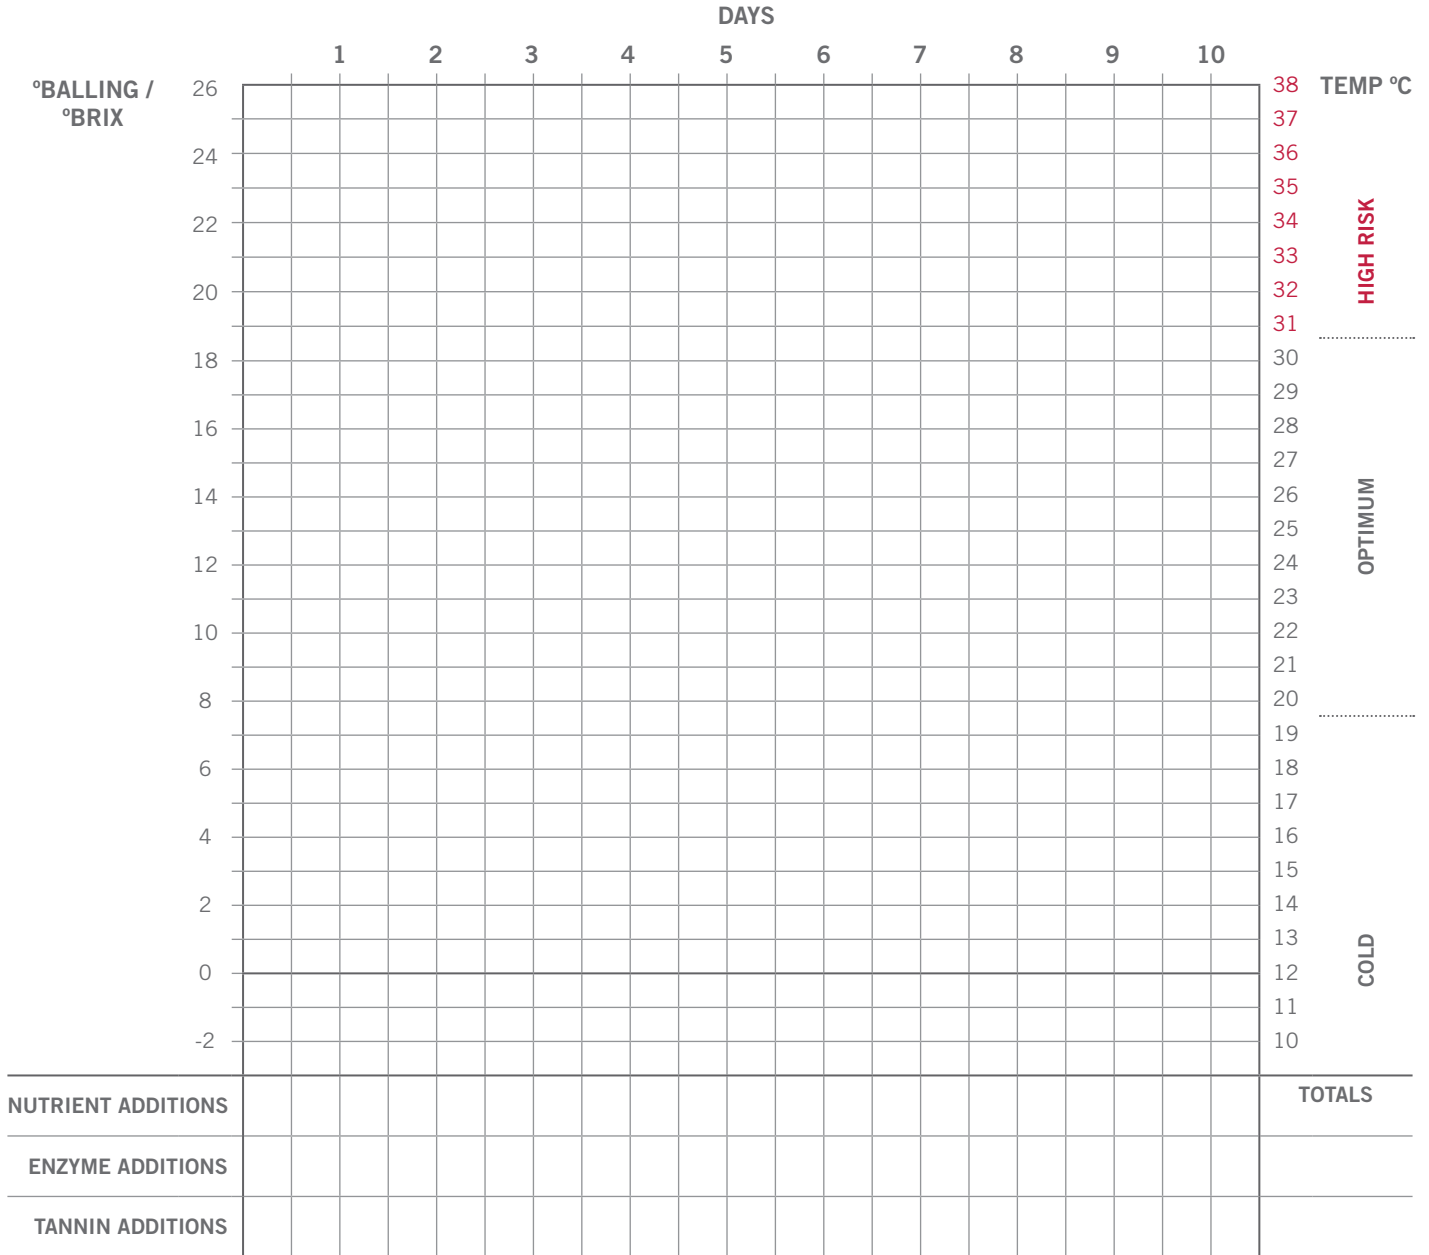 DAYS
1 2 3 4 5 6 7 8 9 10
ºBALLING / 26 38 TEMP ºC
ºBRIX
37
24 36
35
22 34
HIGH RISK
33
20 32
31
18 30
29
16 28
27
14 26
OPTIMUM
25
12 24
23
10 22
21
8 20
19
6 18
17
4 16
15
2 14
13
COLD
0 12
11
-2 10
NUTRIENT ADDITIONS TOTALS
ENZYME ADDITIONS
TANNIN ADDITIONS